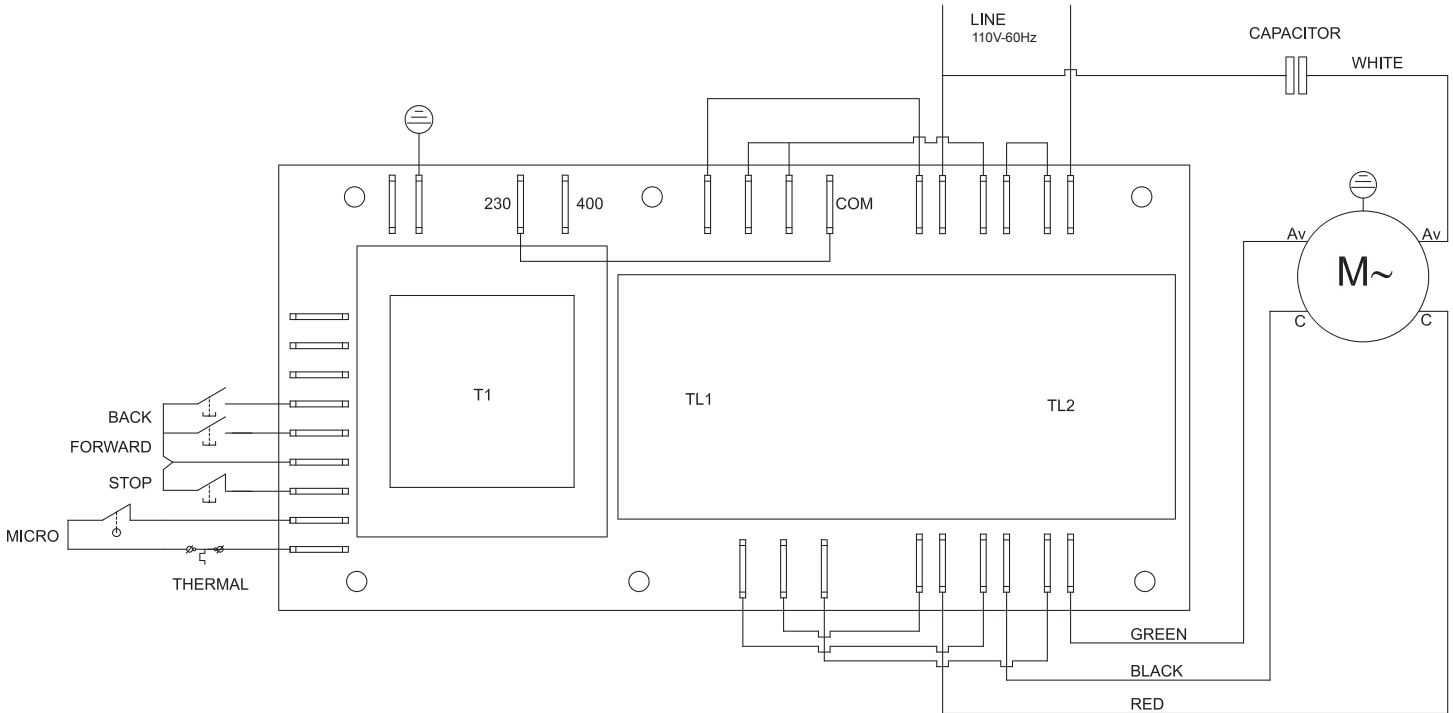 LINE
110V-60Hz
CAPACITOR
WHITE
230
400
COM
Av
Av
M~
C
C
T1
TL1
TL2
BACK
FORWARD
STOP
MICRO
THERMAL
GREEN
BLACK
RED